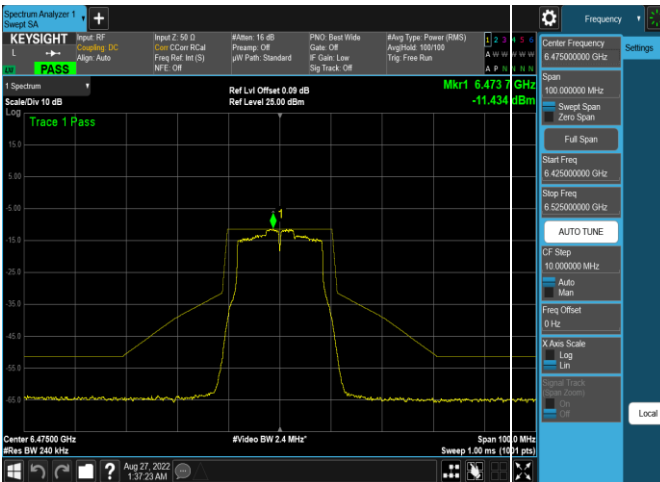 Spectrum Analyzer 1
Swept SA
+
Frequency
KEYSIGHT
L
LW
PASS
Input: RF
Coupling: DC
Align: Auto
Input Z: 50 Ω
Corr CCorr RCal
Freq Ref: Int (S)
NFE: Off
#Atten: 16 dB
Preamp: Off
µW Path: Standard
PNO: Best Wide
Gate: Off
IF Gain: Low
Sig Track: Off
#Avg Type: Power (RMS)
Avg|Hold: 100/100
Trig: Free Run
1 2 3 4 5 6
A W W W W W
A P N N N N
1 Spectrum
Scale/Div 10 dB
Ref Lvl Offset 0.09 dB
Ref Level 25.00 dBm
Mkr1 6.473 7 GHz
-11.434 dBm
Log
Trace 1 Pass
1
15.0
5.00
-5.00
-15.0
-25.0
-35.0
-45.0
-55.0
-65.0
Center 6.47500 GHz
#Res BW 240 kHz
#Video BW 2.4 MHz*
Span 100.0 MHz
Sweep 1.00 ms (1001 pts)
Center Frequency
6.475000000 GHz
Span
100.000000 MHz
Swept Span
Zero Span
Full Span
Start Freq
6.425000000 GHz
Stop Freq
6.525000000 GHz
AUTO TUNE
CF Step
10.000000 MHz
Auto
Man
Freq Offset
0 Hz
X Axis Scale
Log
Lin
Signal Track
(Span Zoom)
On
Off
Settings
Local
?
Aug 27, 2022
1:37:23 AM